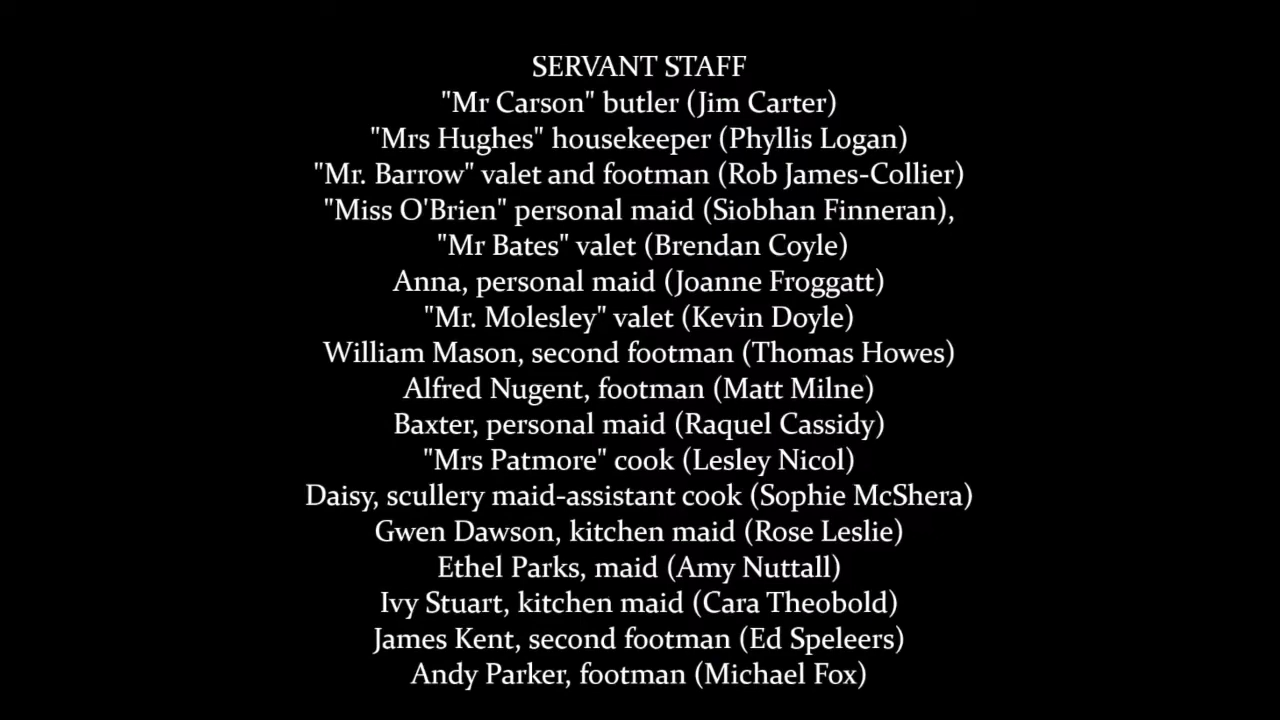 SERVANT STAFF
"Mr Carson" butler (Jim Carter)
"Mrs Hughes" housekeeper (Phyllis Logan)
"Mr. Barrow" valet and footman (Rob James-Collier)
"Miss O'Brien" personal maid (Siobhan Finneran),
"Mr Bates" valet (Brendan Coyle)
Anna, personal maid (Joanne Froggatt)
"Mr. Molesley" valet (Kevin Doyle)
William Mason, second footman (Thomas Howes)
Alfred Nugent, footman (Matt Milne)
Baxter, personal maid (Raquel Cassidy)
"Mrs Patmore" cook (Lesley Nicol)
Daisy, scullery maid-assistant cook (Sophie McShera)
Gwen Dawson, kitchen maid (Rose Leslie)
Ethel Parks, maid (Amy Nuttall)
Ivy Stuart, kitchen maid (Cara Theobold)
James Kent, second footman (Ed Speleers)
Andy Parker, footman (Michael Fox)